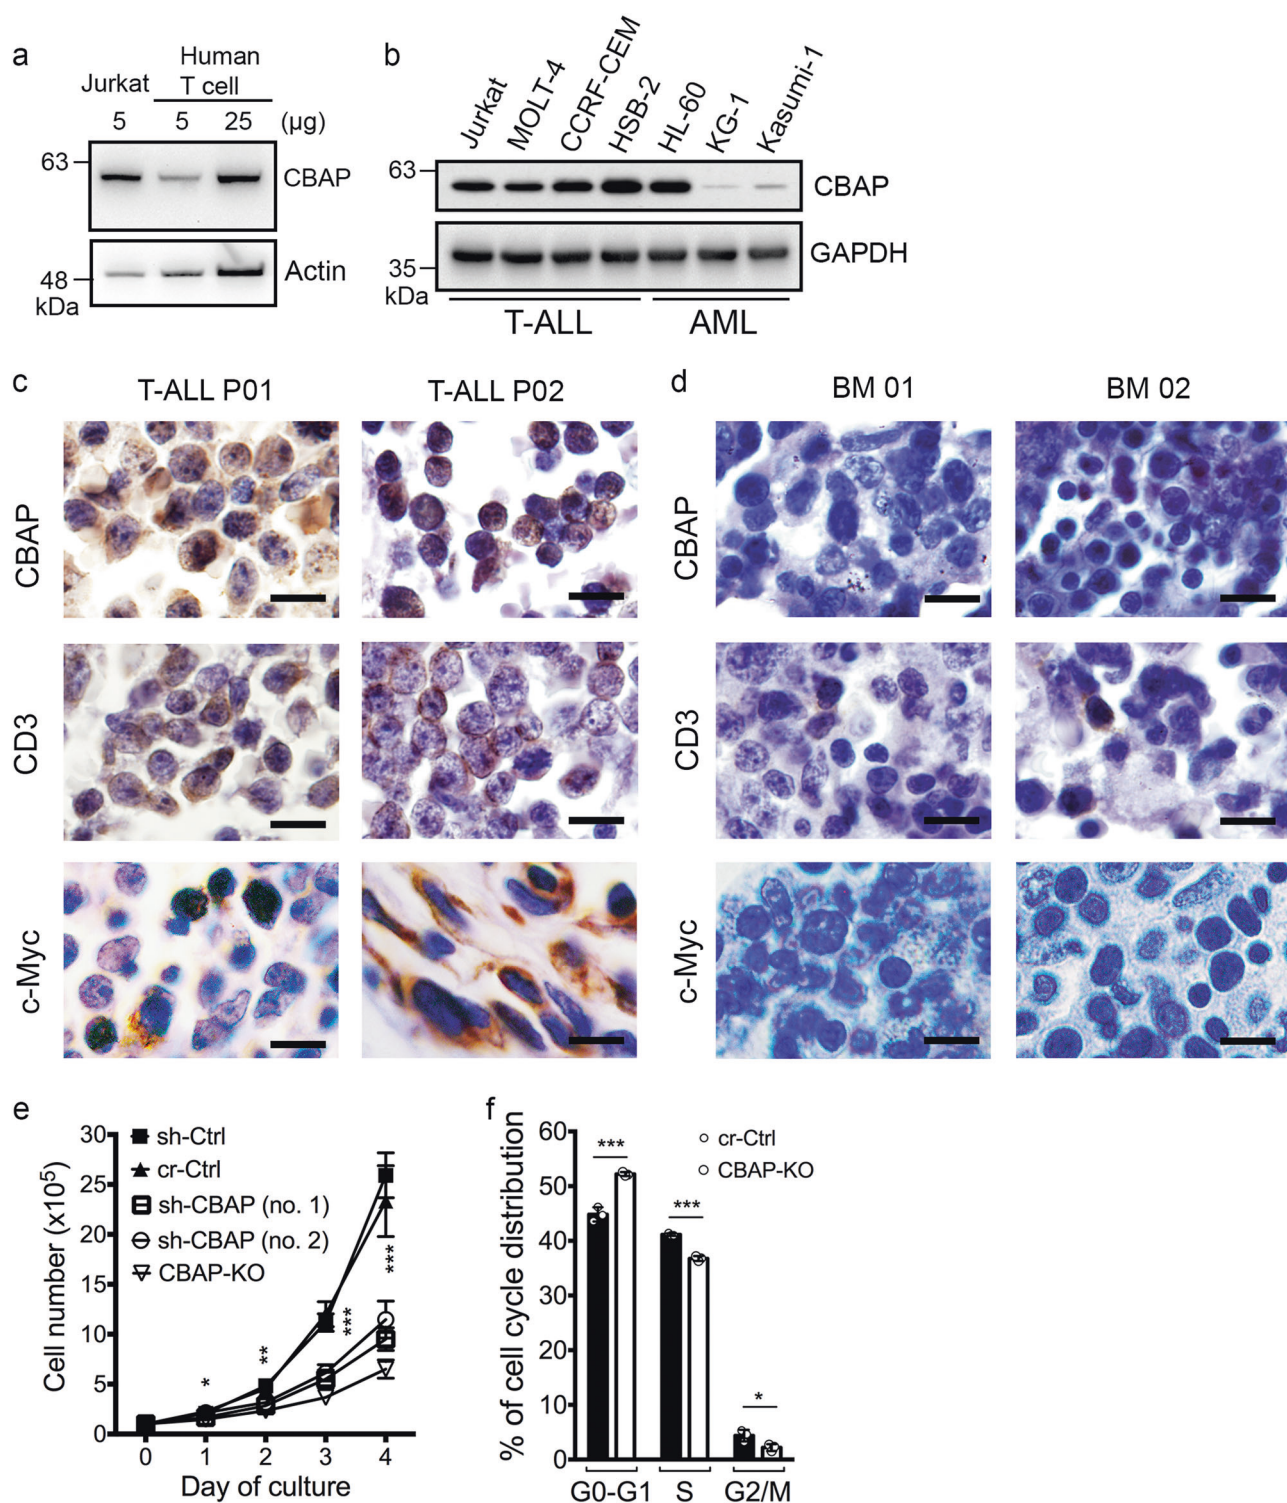 a
Human
Jurkat T cell
5 5 25 (µg)
63
CBAP
48
Actin
kDa
b
Jurkat
MOLT-4
CCRF-CEM
HSB-2
HL-60
KG-1
Kasumi-1
63
CBAP
35
GAPDH
kDa
T-ALL AML
c
T-ALL P01 T-ALL P02
CBAP
CD3
c-Myc
d
BM 01 BM 02
CBAP
CD3
c-Myc
e
sh-Ctrl
cr-Ctrl
sh-CBAP (no. 1)
sh-CBAP (no. 2)
CBAP-KO
Cell number (x10⁵)
30
25
20
15
10
5
0
*
**
***
***
0 1 2 3 4
Day of culture
f
cr-Ctrl
CBAP-KO
% of cell cycle distribution
60
50
40
30
20
10
0
***
***
*
G0-G1 S G2/M